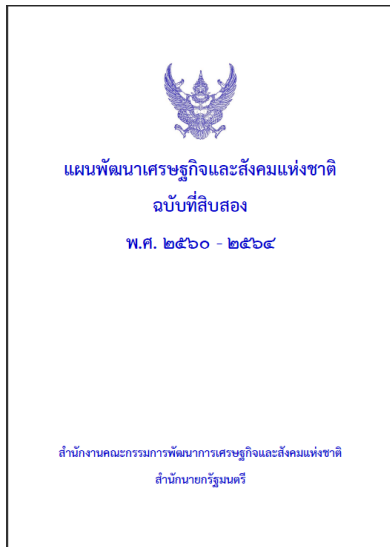 แผนพัฒนาเศรษฐกิจและสังคมแห่งชาติ
ฉบับที่สิบสอง
พ.ศ. ๒๕๖๐ - ๒๕๖๔
สำนักงานคณะกรรมการพัฒนาการเศรษฐกิจและสังคมแห่งชาติ
สำนักนายกรัฐมนตรี